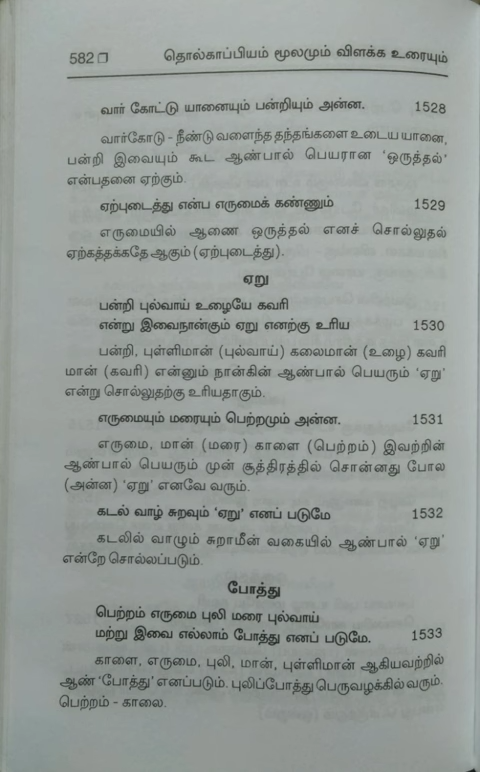 582 தொல்காப்பியம் மூலமும் விளக்க உரையும்
வார் கோட்டு யானையும் பன்றியும் அன்ன. 1528
வார்கோடு - நீண்டு வளைந்த தந்தங்களை உடைய யானை,
பன்றி இவையும் கூட ஆண்பால் பெயரான 'ஒருத்தல்'
என்பதனை ஏற்கும்.
ஏற்புடைத்து என்ப எருமைக் கண்ணும் 1529
எருமையில் ஆணை ஒருத்தல் எனச் சொல்லுதல்
ஏற்கத்தக்கதே ஆகும் (ஏற்புடைத்து).
ஏறு
பன்றி புல்வாய் உழையே கவரி
என்று இவைநான்கும் ஏறு எனற்கு உரிய 1530
பன்றி, புள்ளிமான் (புல்வாய்) கலைமான் (உழை) கவரி
மான் (கவரி) என்னும் நான்கின் ஆண்பால் பெயரும் 'ஏறு'
என்று சொல்லுதற்கு உரியதாகும்.
எருமையும் மரையும் பெற்றமும் அன்ன. 1531
எருமை, மான் (மரை) காளை (பெற்றம்) இவற்றின்
ஆண்பால் பெயரும் முன் சூத்திரத்தில் சொன்னது போல
(அன்ன) 'ஏறு' எனவே வரும்.
கடல் வாழ் சுறவும் 'ஏறு' எனப் படுமே 1532
கடலில் வாழும் சுறாமீன் வகையில் ஆண்பால் 'ஏறு'
என்றே சொல்லப்படும்.
போத்து
பெற்றம் எருமை புலி மரை புல்வாய்
மற்று இவை எல்லாம் போத்து எனப் படுமே. 1533
காளை, எருமை, புலி, மான், புள்ளிமான் ஆகியவற்றில்
ஆண் 'போத்து' எனப்படும். புலிப்போத்து பெருவழக்கில் வரும்.
பெற்றம் - காலை.